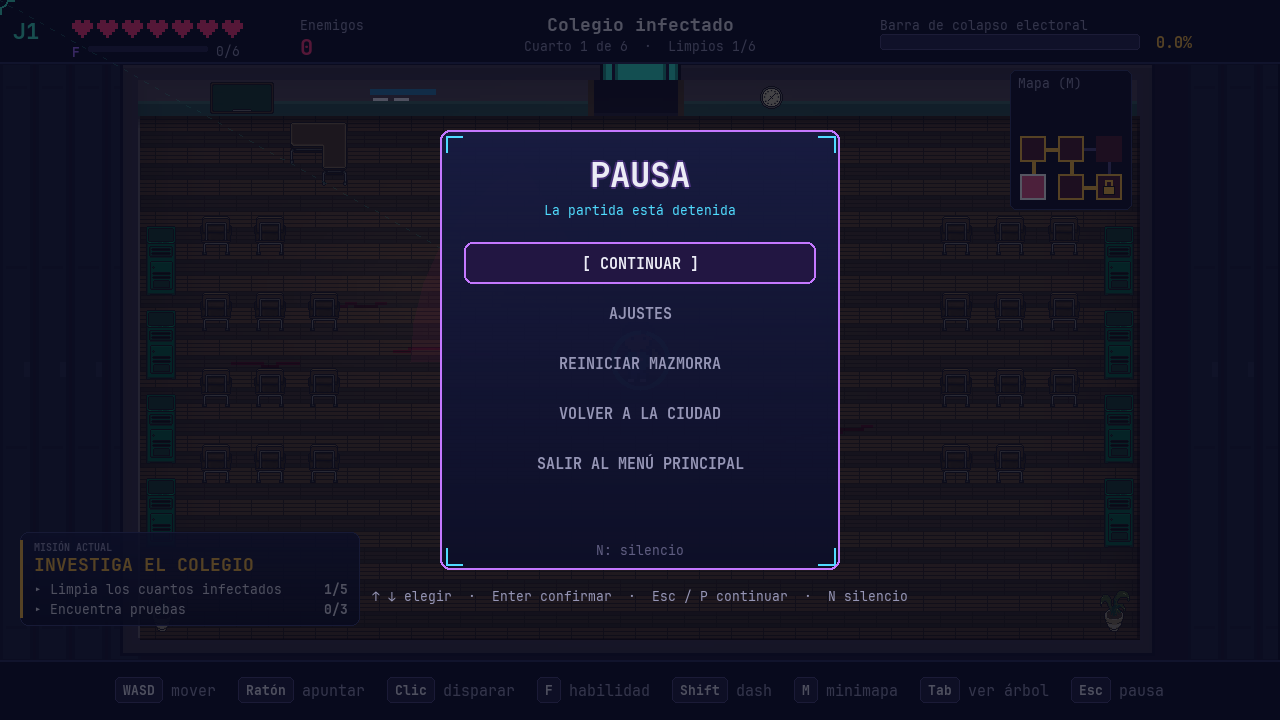 J1
F
0/6
Enemigos
0
Colegio infectado
Cuarto 1 de 6 · Limpios 1/6
Barra de colapso electoral
0.0%
Mapa (M)
PAUSA
La partida está detenida
[ CONTINUAR ]
AJUSTES
REINICIAR MAZMORRA
VOLVER A LA CIUDAD
SALIR AL MENÚ PRINCIPAL
N: silencio
MISIÓN ACTUAL
INVESTIGA EL COLEGIO
▸ Limpia los cuartos infectados 1/5
▸ Encuentra pruebas 0/3
↑ ↓ elegir · Enter confirmar · Esc / P continuar · N silencio
WASD mover Ratón apuntar Clic disparar F habilidad Shift dash M minimapa Tab ver árbol Esc pausa